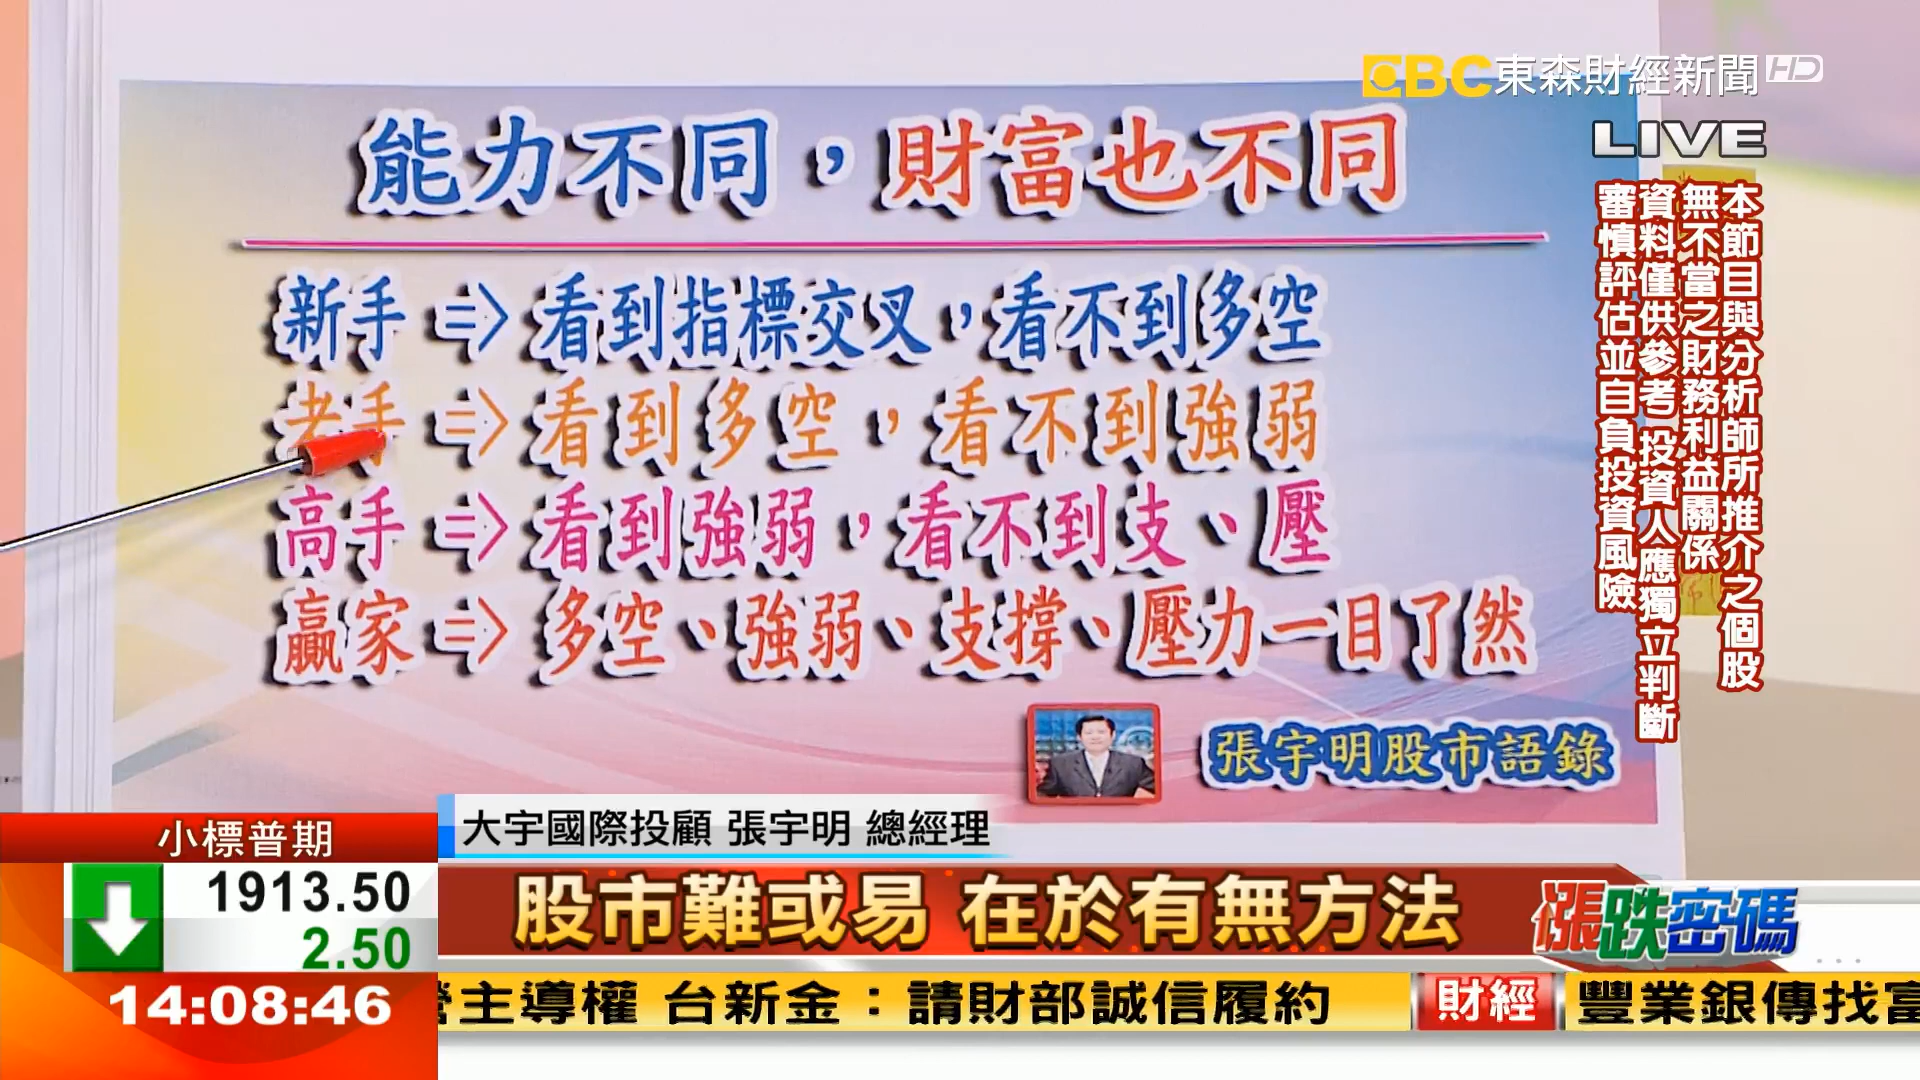 EBC 東森財經新聞 HD
LIVE
本節目與分析師所推介之個股
無不當之財務利益關係
資料僅供參考 投資人應獨立判斷
審慎評估並自負投資風險
能力不同，財富也不同
新手 => 看到指標交叉，看不到多空
老手 => 看到多空，看不到強弱
高手 => 看到強弱，看不到支、壓
贏家 => 多空、強弱、支撐、壓力一目了然
張宇明股市語錄
大宇國際投顧 張宇明 總經理
小標普期
1913.50
2.50
14:08:46
股市難或易 在於有無方法
漲跌密碼
主導權 台新金：請財部誠信履約
財經
豐業銀傳找富